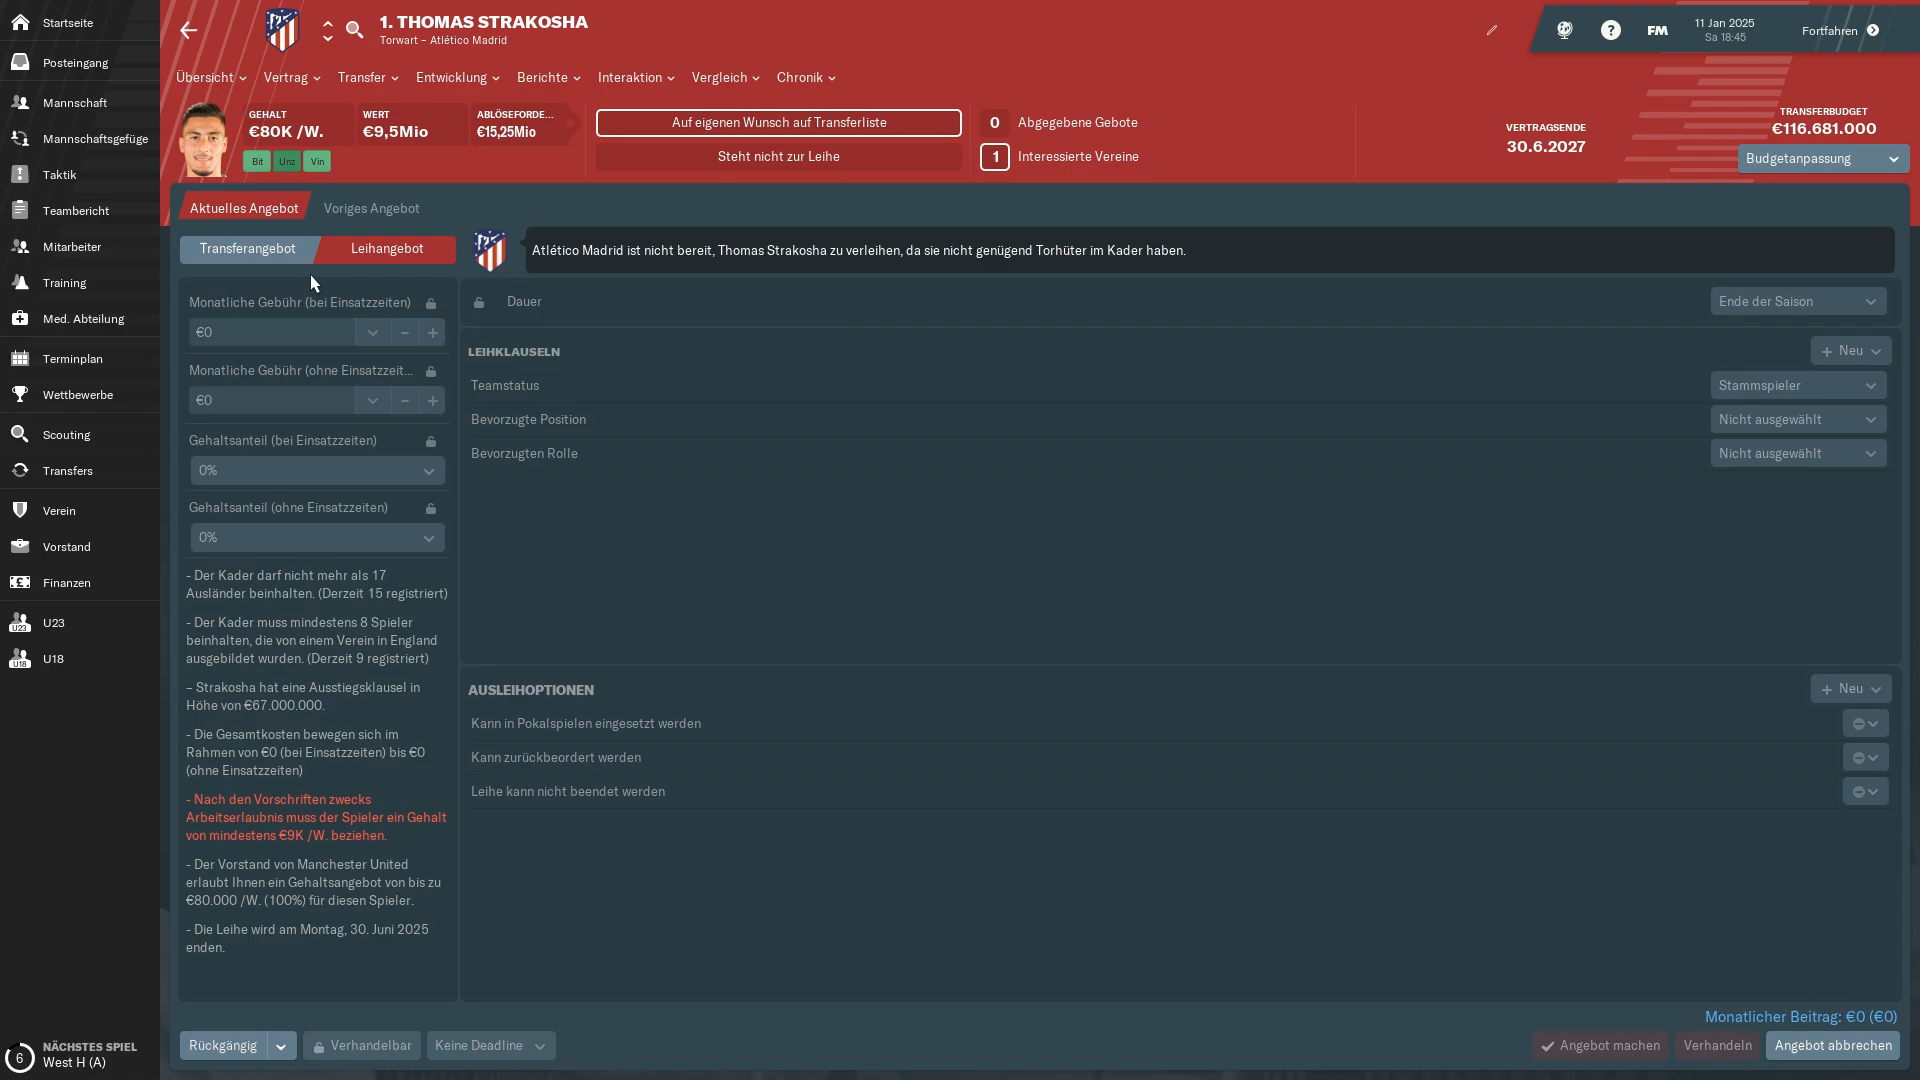 Startseite
Posteingang
Mannschaft
Mannschaftsgefüge
Taktik
Teambericht
Mitarbeiter
Training
Med. Abteilung
Terminplan
Wettbewerbe
Scouting
Transfers
Verein
Vorstand
Finanzen
U23
U23
U18
U18
6
NÄCHSTES SPIEL
West H (A)
1. THOMAS STRAKOSHA
Torwart – Atlético Madrid
?
FM
11 Jan 2025
Sa 18:45
Fortfahren
Übersicht
Vertrag
Transfer
Entwicklung
Berichte
Interaktion
Vergleich
Chronik
GEHALT
€80K /W.
WERT
€9,5Mio
ABLÖSEFORDE...
€15,25Mio
Bit
Unz
Vin
Auf eigenen Wunsch auf Transferliste
Steht nicht zur Leihe
0 Abgegebene Gebote
1 Interessierte Vereine
VERTRAGSENDE
30.6.2027
TRANSFERBUDGET
€116.681.000
Budgetanpassung
Aktuelles Angebot
Voriges Angebot
Transferangebot
Leihangebot
Atlético Madrid ist nicht bereit, Thomas Strakosha zu verleihen, da sie nicht genügend Torhüter im Kader haben.
Monatliche Gebühr (bei Einsatzzeiten)
€0
Monatliche Gebühr (ohne Einsatzzeit...
€0
Gehaltsanteil (bei Einsatzzeiten)
0%
Gehaltsanteil (ohne Einsatzzeiten)
0%
- Der Kader darf nicht mehr als 17
Ausländer beinhalten. (Derzeit 15 registriert)
- Der Kader muss mindestens 8 Spieler
beinhalten, die von einem Verein in England
ausgebildet wurden. (Derzeit 9 registriert)
– Strakosha hat eine Ausstiegsklausel in
Höhe von €67.000.000.
- Die Gesamtkosten bewegen sich im
Rahmen von €0 (bei Einsatzzeiten) bis €0
(ohne Einsatzzeiten)
- Nach den Vorschriften zwecks
Arbeitserlaubnis muss der Spieler ein Gehalt
von mindestens €9K /W. beziehen.
- Der Vorstand von Manchester United
erlaubt Ihnen ein Gehaltsangebot von bis zu
€80.000 /W. (100%) für diesen Spieler.
- Die Leihe wird am Montag, 30. Juni 2025
enden.
Dauer
Ende der Saison
LEIHKLAUSELN
+ Neu
Teamstatus
Stammspieler
Bevorzugte Position
Nicht ausgewählt
Bevorzugten Rolle
Nicht ausgewählt
AUSLEIHOPTIONEN
+ Neu
Kann in Pokalspielen eingesetzt werden
Kann zurückbeordert werden
Leihe kann nicht beendet werden
Monatlicher Beitrag: €0 (€0)
Rückgängig
Verhandelbar
Keine Deadline
Angebot machen
Verhandeln
Angebot abbrechen